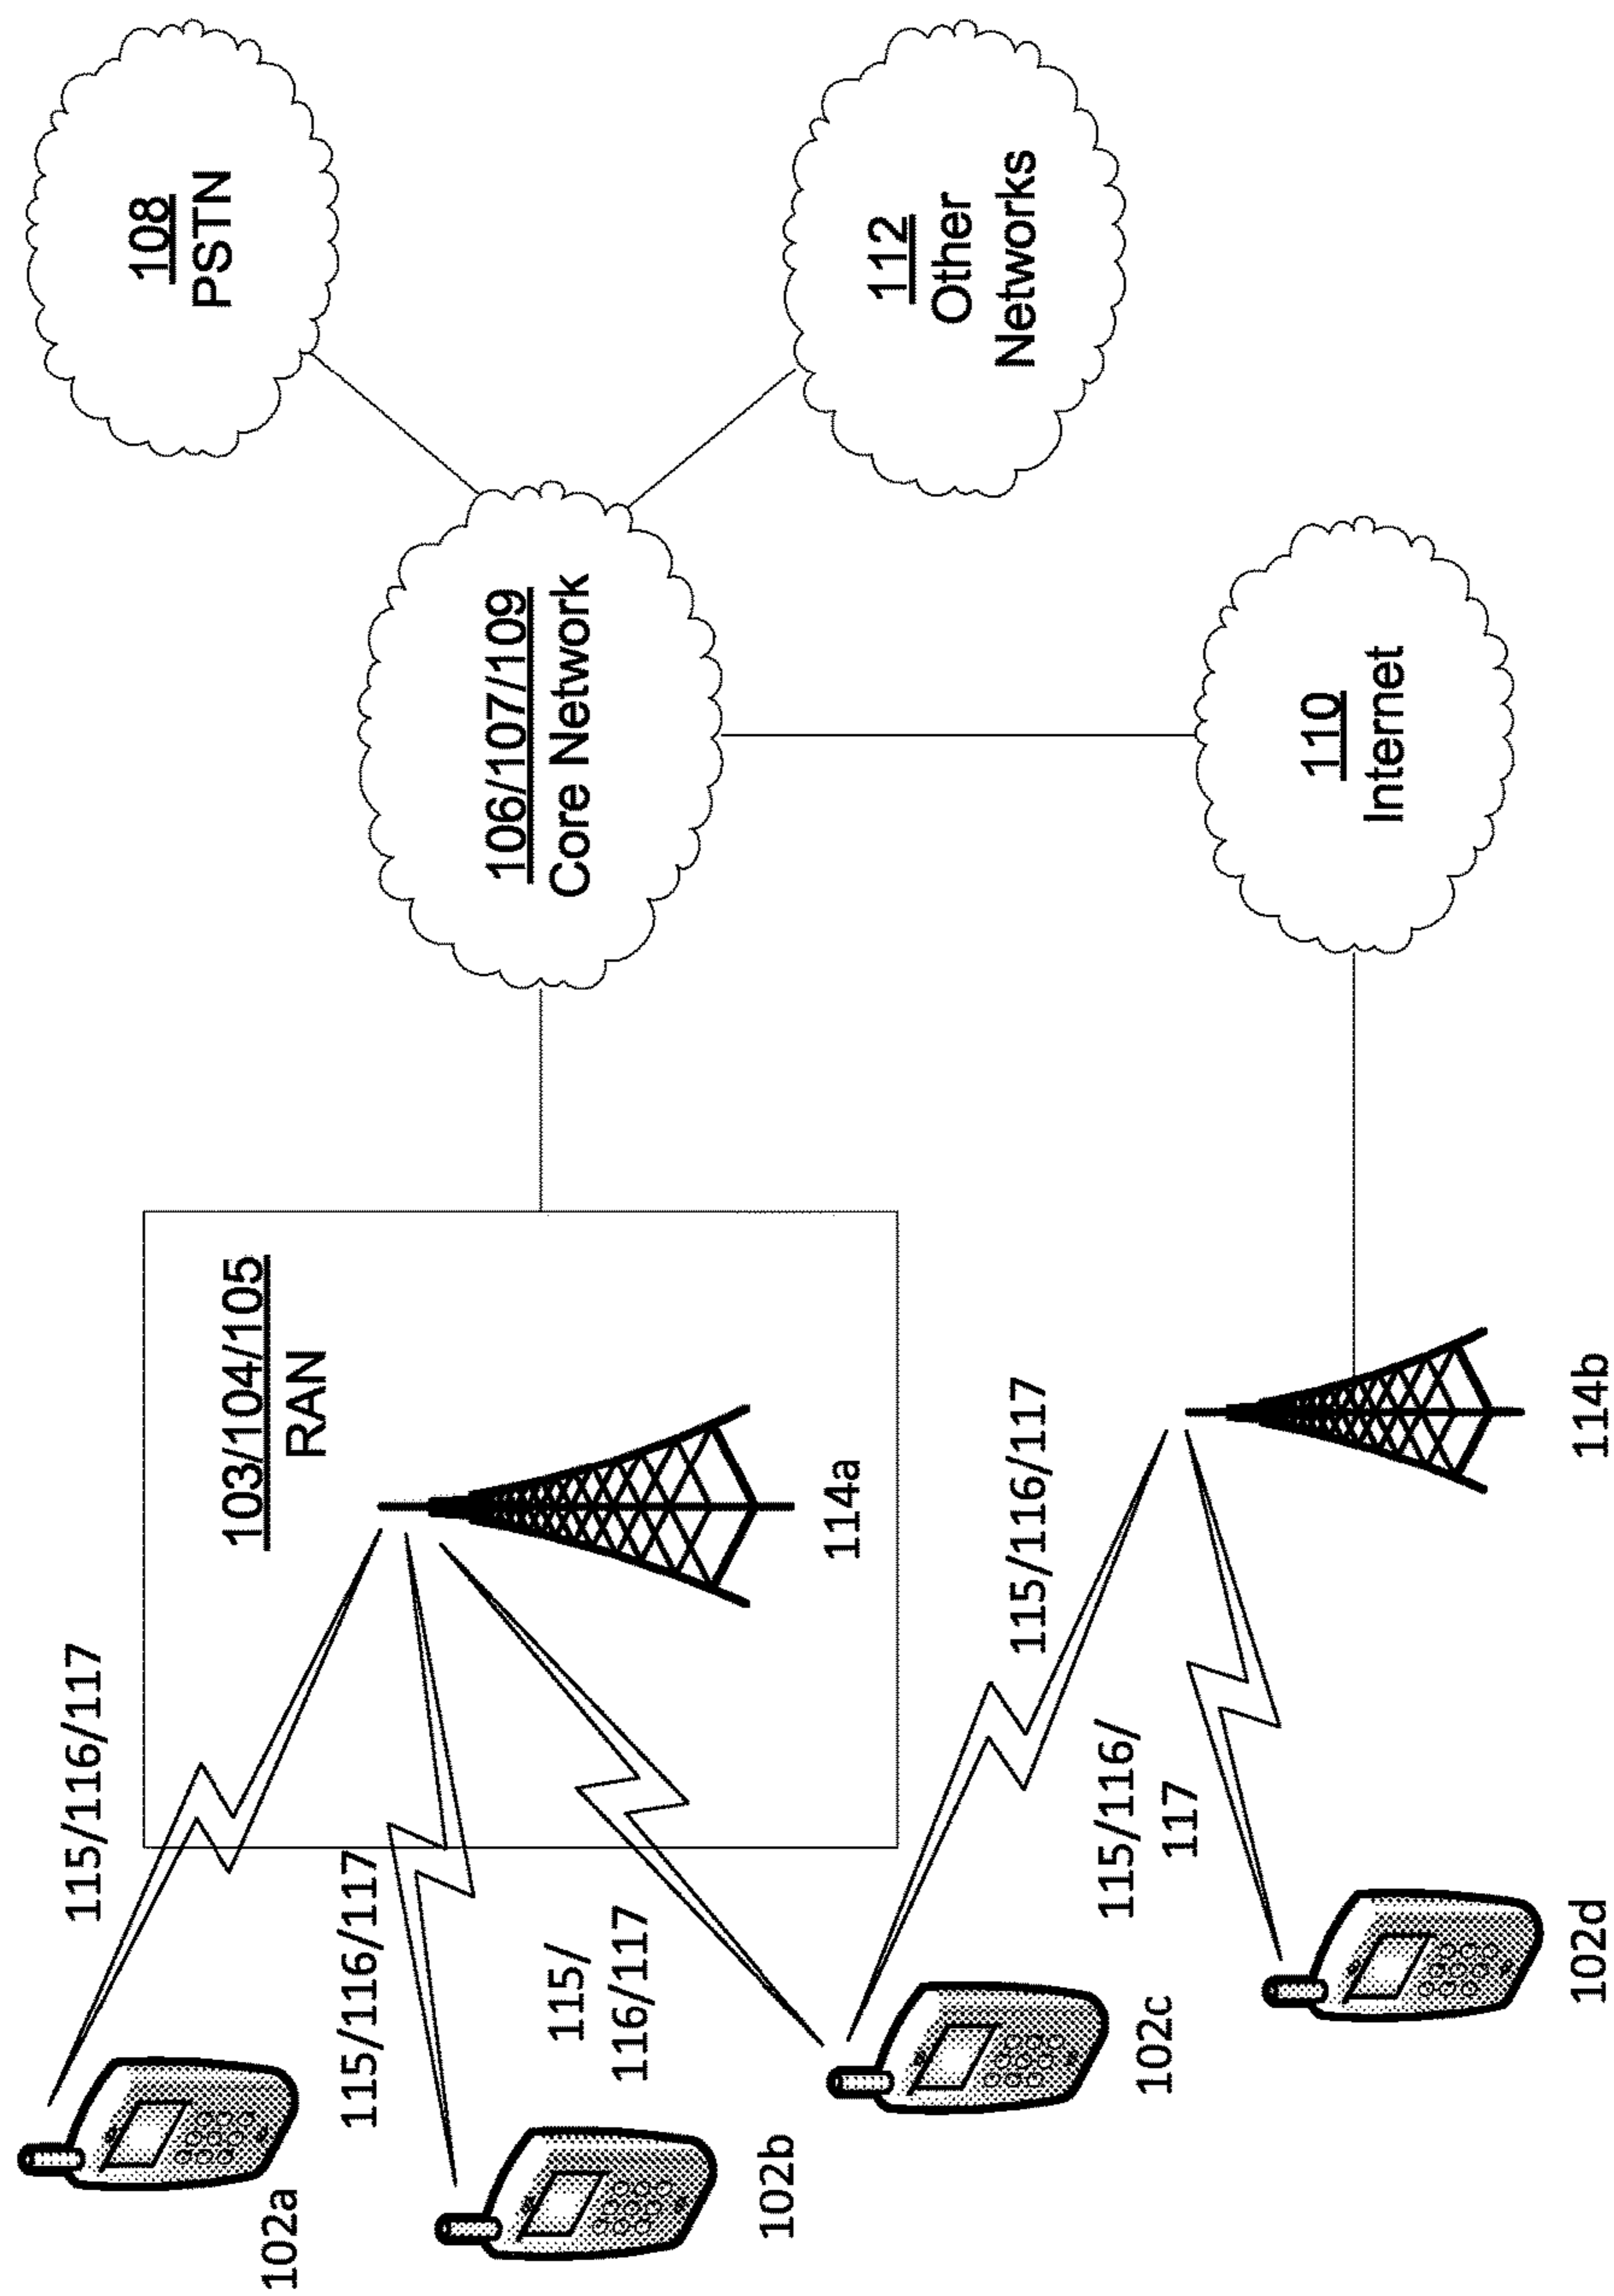 115/116/117
102a
115/116/117
102b
115/
116/117
102c
103/104/105
RAN
114a
106/107/109
Core Network
108
PSTN
112
Other
Networks
115/116/117
115/116/
117
102d
114b
110
Internet